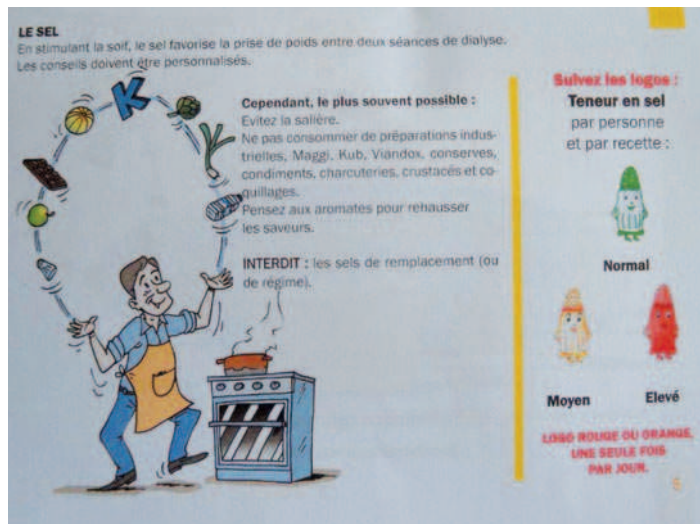 LE SEL
En stimulant la soif, le sel favorise la prise de poids entre deux séances de dialyse.
Les conseils doivent être personnalisés.
K
Cependant, le plus souvent possible :
Evitez la salière.
Ne pas consommer de préparations indus-
trielles, Maggi, Kub, Viandox, conserves,
condiments, charcuteries, crustacés et co-
quillages.
Pensez aux aromates pour rehausser
les saveurs.
INTERDIT : les sels de remplacement (ou
de régime).
Suivez les logos :
Teneur en sel
par personne
et par recette :
Normal
Moyen
Elevé
LOGO ROUGE OU ORANGE,
UNE SEULE FOIS
PAR JOUR.